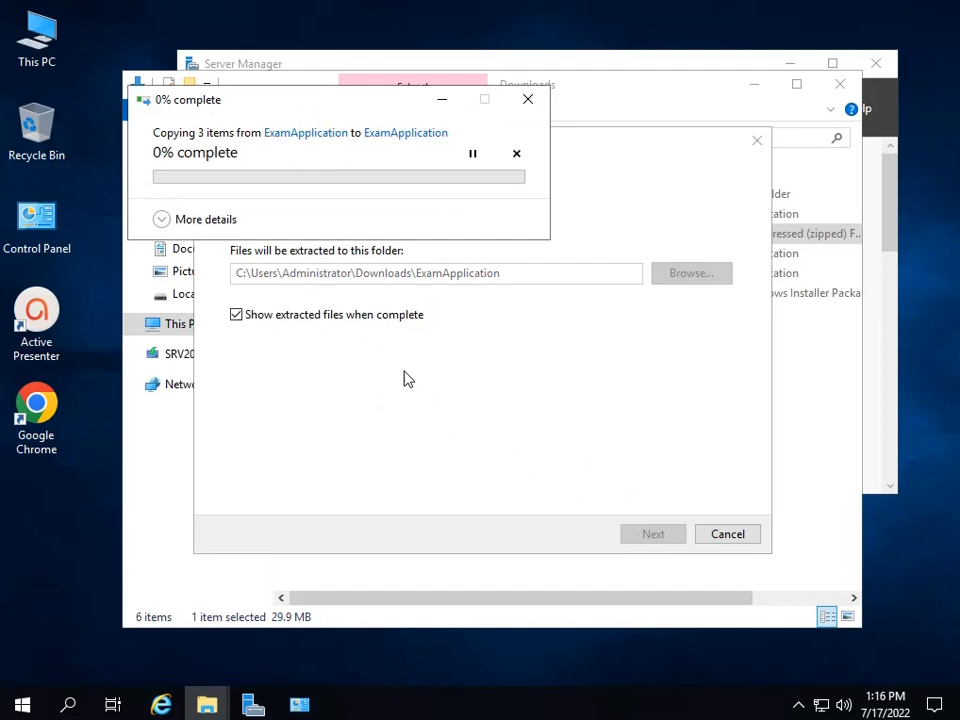 This PC
Recycle Bin
Control Panel
Active
Presenter
Google
Chrome
Server Manager
Downloads
0% complete
Copying 3 items from ExamApplication to ExamApplication
0% complete
More details
Files will be extracted to this folder:
C:\Users\Administrator\Downloads\ExamApplication
Browse...
Show extracted files when complete
Next
Cancel
lp
lder
ation
ressed (zipped) F...
ation
ation
ows Installer Packa
Docu
Pictu
Loca
This P
SRV20
Netwo
6 items
1 item selected 29.9 MB
1:16 PM
7/17/2022